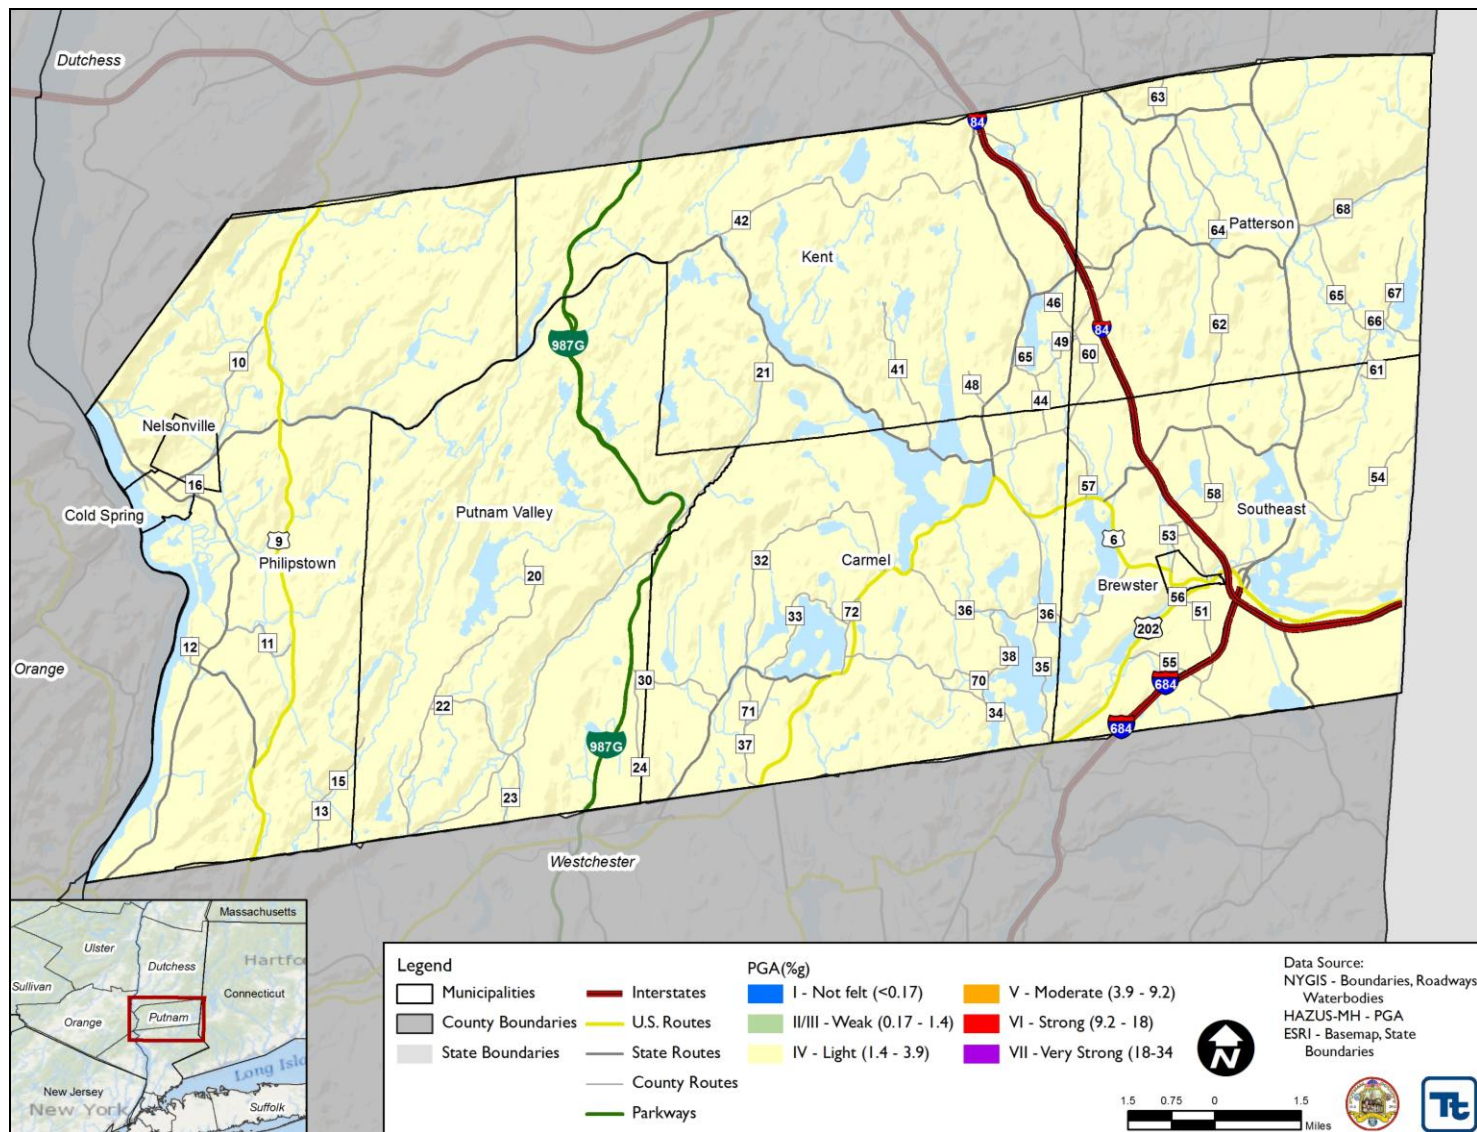 Dutchess
84
63
68
42
64
Patterson
Kent
65
67
46
66
62
84
49
987G
60
65
10
21
41
61
48
44
Nelsonville
54
16
57
58
Putnam Valley
Southeast
Cold Spring
53
9
6
32
Carmel
Philipstown
20
Brewster
56
33
72
36
36
51
202
12
11
38
55
35
Orange
30
70
684
22
71
34
684
37
987G
24
15
23
13
Westchester
Massachusetts
Ulster
Dutchess
Hartfo
Sullivan
Connecticut
Orange
Putnam
Long Isl
New Jersey
New York
Suffolk
Legend
Municipalities
County Boundaries
State Boundaries
Interstates
U.S. Routes
State Routes
County Routes
Parkways
PGA(%g)
I - Not felt (<0.17)
II/III - Weak (0.17 - 1.4)
IV - Light (1.4 - 3.9)
V - Moderate (3.9 - 9.2)
VI - Strong (9.2 - 18)
VII - Very Strong (18-34
N
1.5 0.75 0 1.5
Miles
Data Source:
NYGIS - Boundaries, Roadways
Waterbodies
HAZUS-MH - PGA
ESRI - Basemap, State
Boundaries
Tt